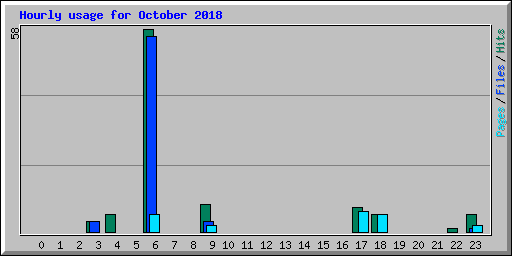 Hourly usage for October 2018
58
Pages/Files/Hits
0 1 2 3 4 5 6 7 8 9 10 11 12 13 14 15 16 17 18 19 20 21 22 23